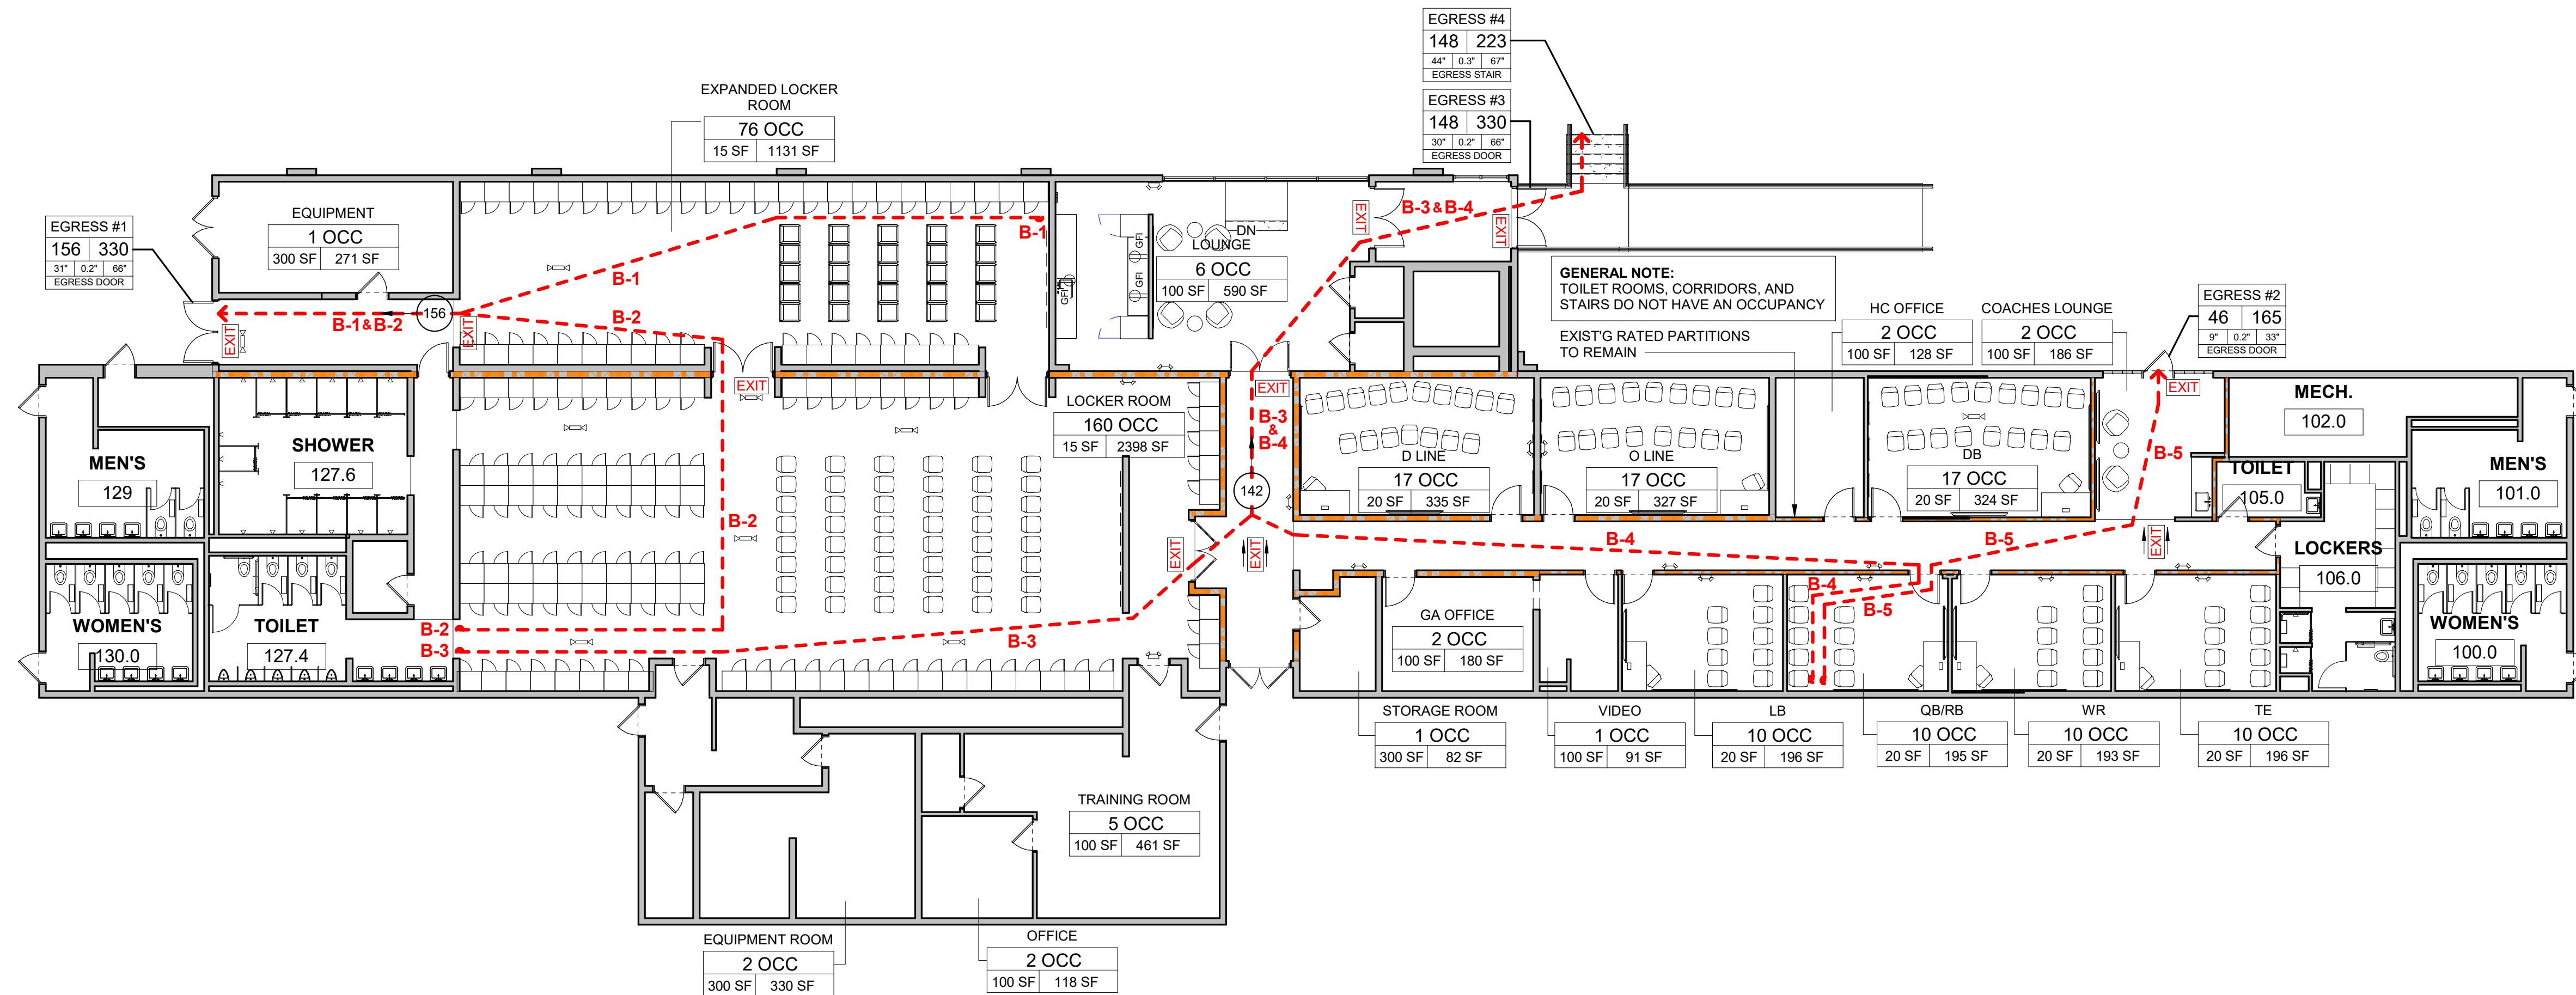 EGRESS #4
148 223
44" 0.3" 67"
EGRESS STAIR
EGRESS #3
148 330
30" 0.2" 66"
EGRESS DOOR
EXPANDED LOCKER
ROOM
76 OCC
15 SF 1131 SF
EQUIPMENT
1 OCC
300 SF 271 SF
EGRESS #1
156 330
31" 0.2" 66"
EGRESS DOOR
B-1
B-1
B-2
B-1 & B-2
156
EXIT
EXIT
GFI
GFI
GFI
DN
LOUNGE
6 OCC
100 SF 590 SF
EXIT
B-3 & B-4
EXIT
GENERAL NOTE:
TOILET ROOMS, CORRIDORS, AND
STAIRS DO NOT HAVE AN OCCUPANCY
EXIST'G RATED PARTITIONS
TO REMAIN
HC OFFICE
2 OCC
100 SF 128 SF
COACHES LOUNGE
2 OCC
100 SF 186 SF
EGRESS #2
46 165
9" 0.2" 33"
EGRESS DOOR
EXIT
EXIT
EXIT
LOCKER ROOM
160 OCC
15 SF 2398 SF
B-3
&
B-4
142
D LINE
17 OCC
20 SF 335 SF
O LINE
17 OCC
20 SF 327 SF
DB
17 OCC
20 SF 324 SF
B-5
MECH.
102.0
TOILET
105.0
MEN'S
101.0
LOCKERS
106.0
WOMEN'S
100.0
MEN'S
129
SHOWER
127.6
WOMEN'S
130.0
TOILET
127.4
B-2
B-2
B-3
B-3
EXIT
EXIT
B-4
B-5
EXIT
B-4
B-5
GA OFFICE
2 OCC
100 SF 180 SF
STORAGE ROOM
1 OCC
300 SF 82 SF
VIDEO
1 OCC
100 SF 91 SF
LB
10 OCC
20 SF 196 SF
QB/RB
10 OCC
20 SF 195 SF
WR
10 OCC
20 SF 193 SF
TE
10 OCC
20 SF 196 SF
TRAINING ROOM
5 OCC
100 SF 461 SF
EQUIPMENT ROOM
2 OCC
300 SF 330 SF
OFFICE
2 OCC
100 SF 118 SF